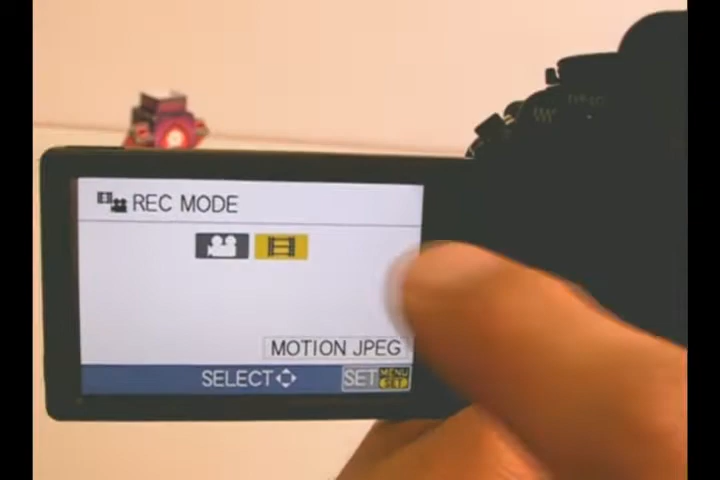 REC MODE
MOTION JPEG
SELECT
SET MENU
SET